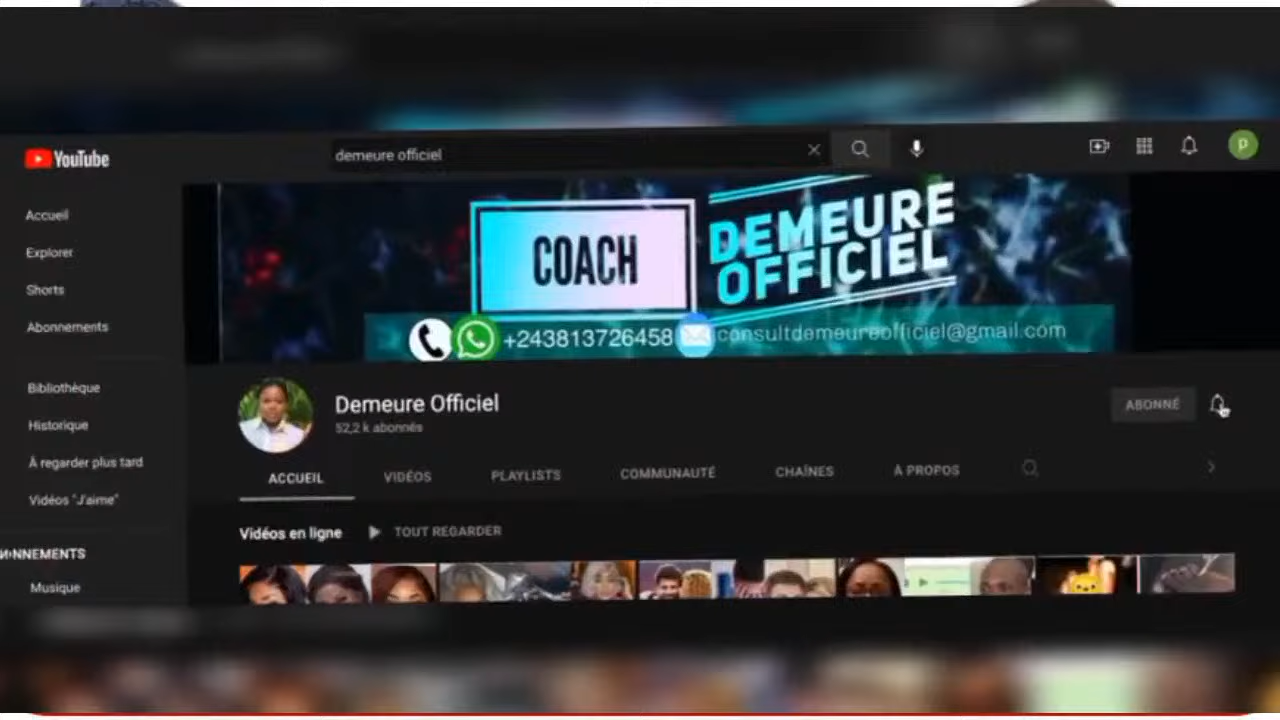 YouTube
demeure officiel
Accueil
Explorer
Shorts
Abonnements
Bibliothèque
Historique
À regarder plus tard
Vidéos "J'aime"
NNEMENTS
Musique
COACH
DEMEURE
OFFICIEL
+243813726458 consultdemeureofficiel@gmail.com
Demeure Officiel
52,2 k abonnés
ABONNÉ
ACCUEIL VIDÉOS PLAYLISTS COMMUNAUTÉ CHAÎNES À PROPOS
Vidéos en ligne TOUT REGARDER
P